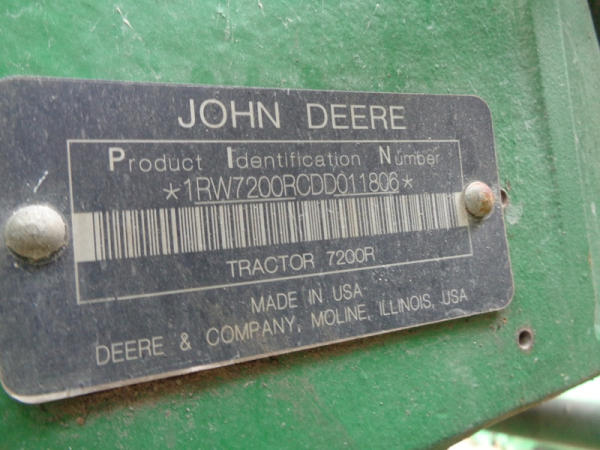 JOHN DEERE
Product Identification Number
*1RW7200RCDD011806*
TRACTOR 7200R
MADE IN USA
DEERE & COMPANY, MOLINE, ILLINOIS, USA